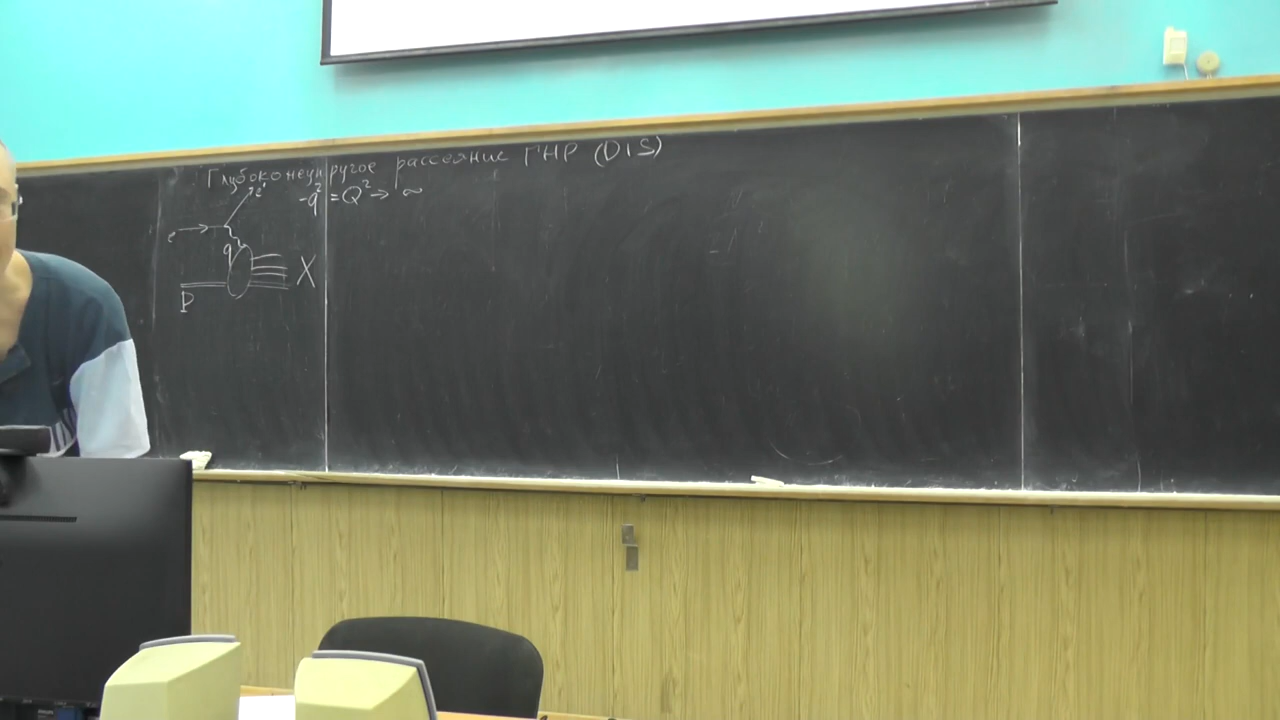 Глубоконеупругое рассеяние ГНР (DIS)
-q² = Q² → ∞
e'
e
q
P
X